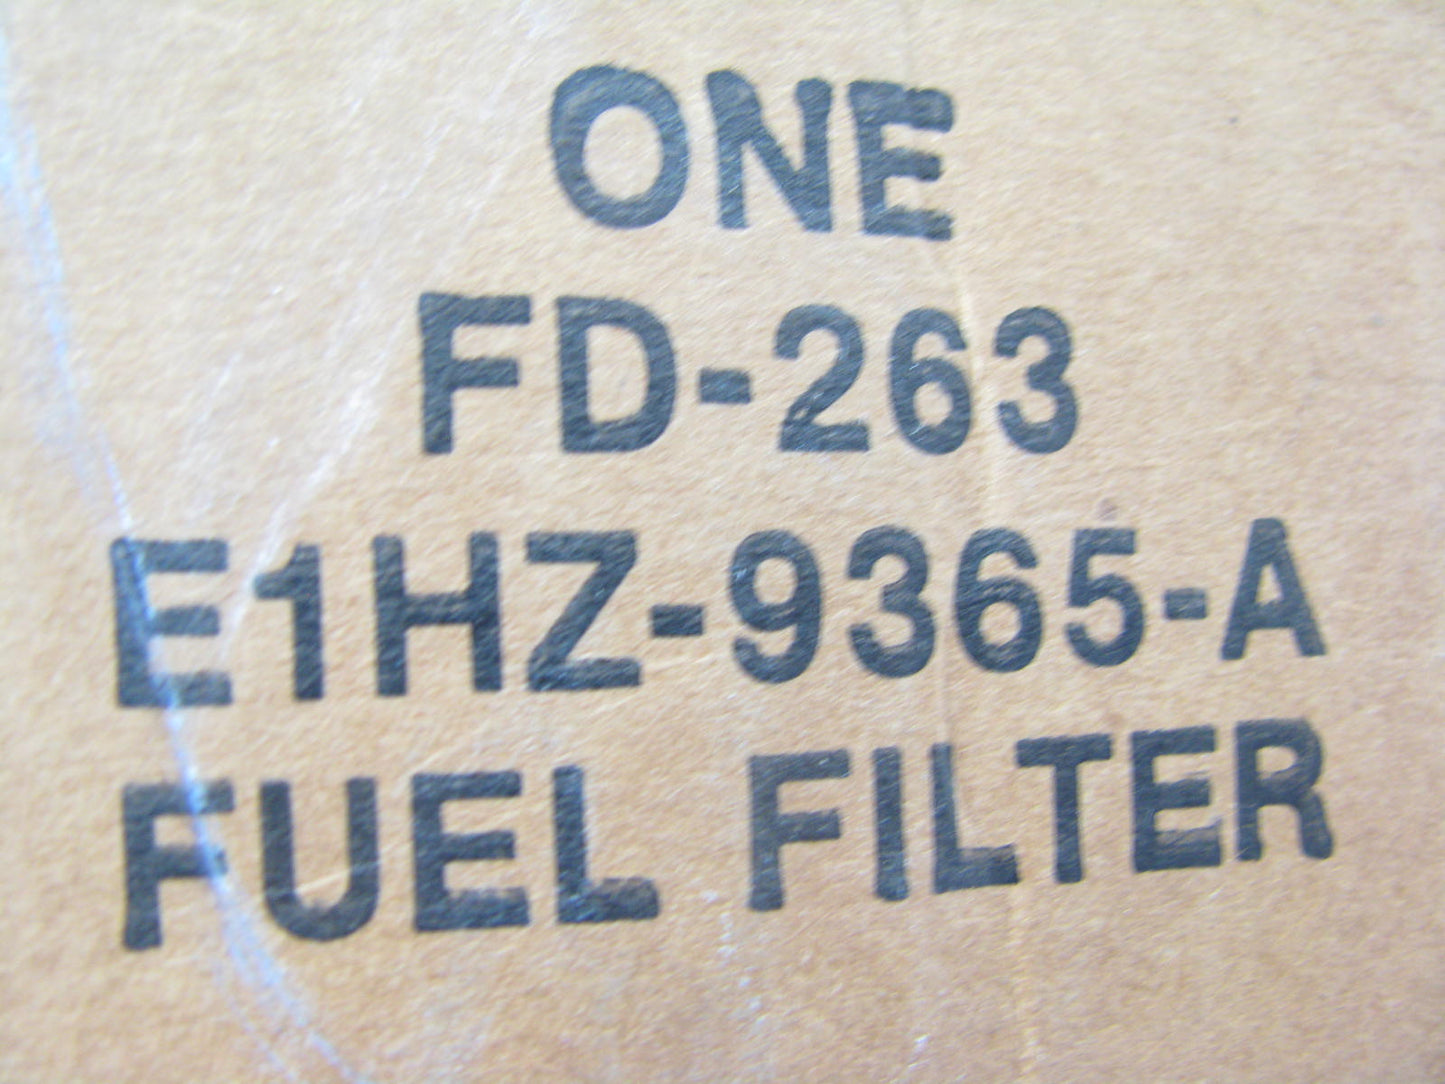 ONE
FD-263
E1HZ-9365-A
FUEL FILTER